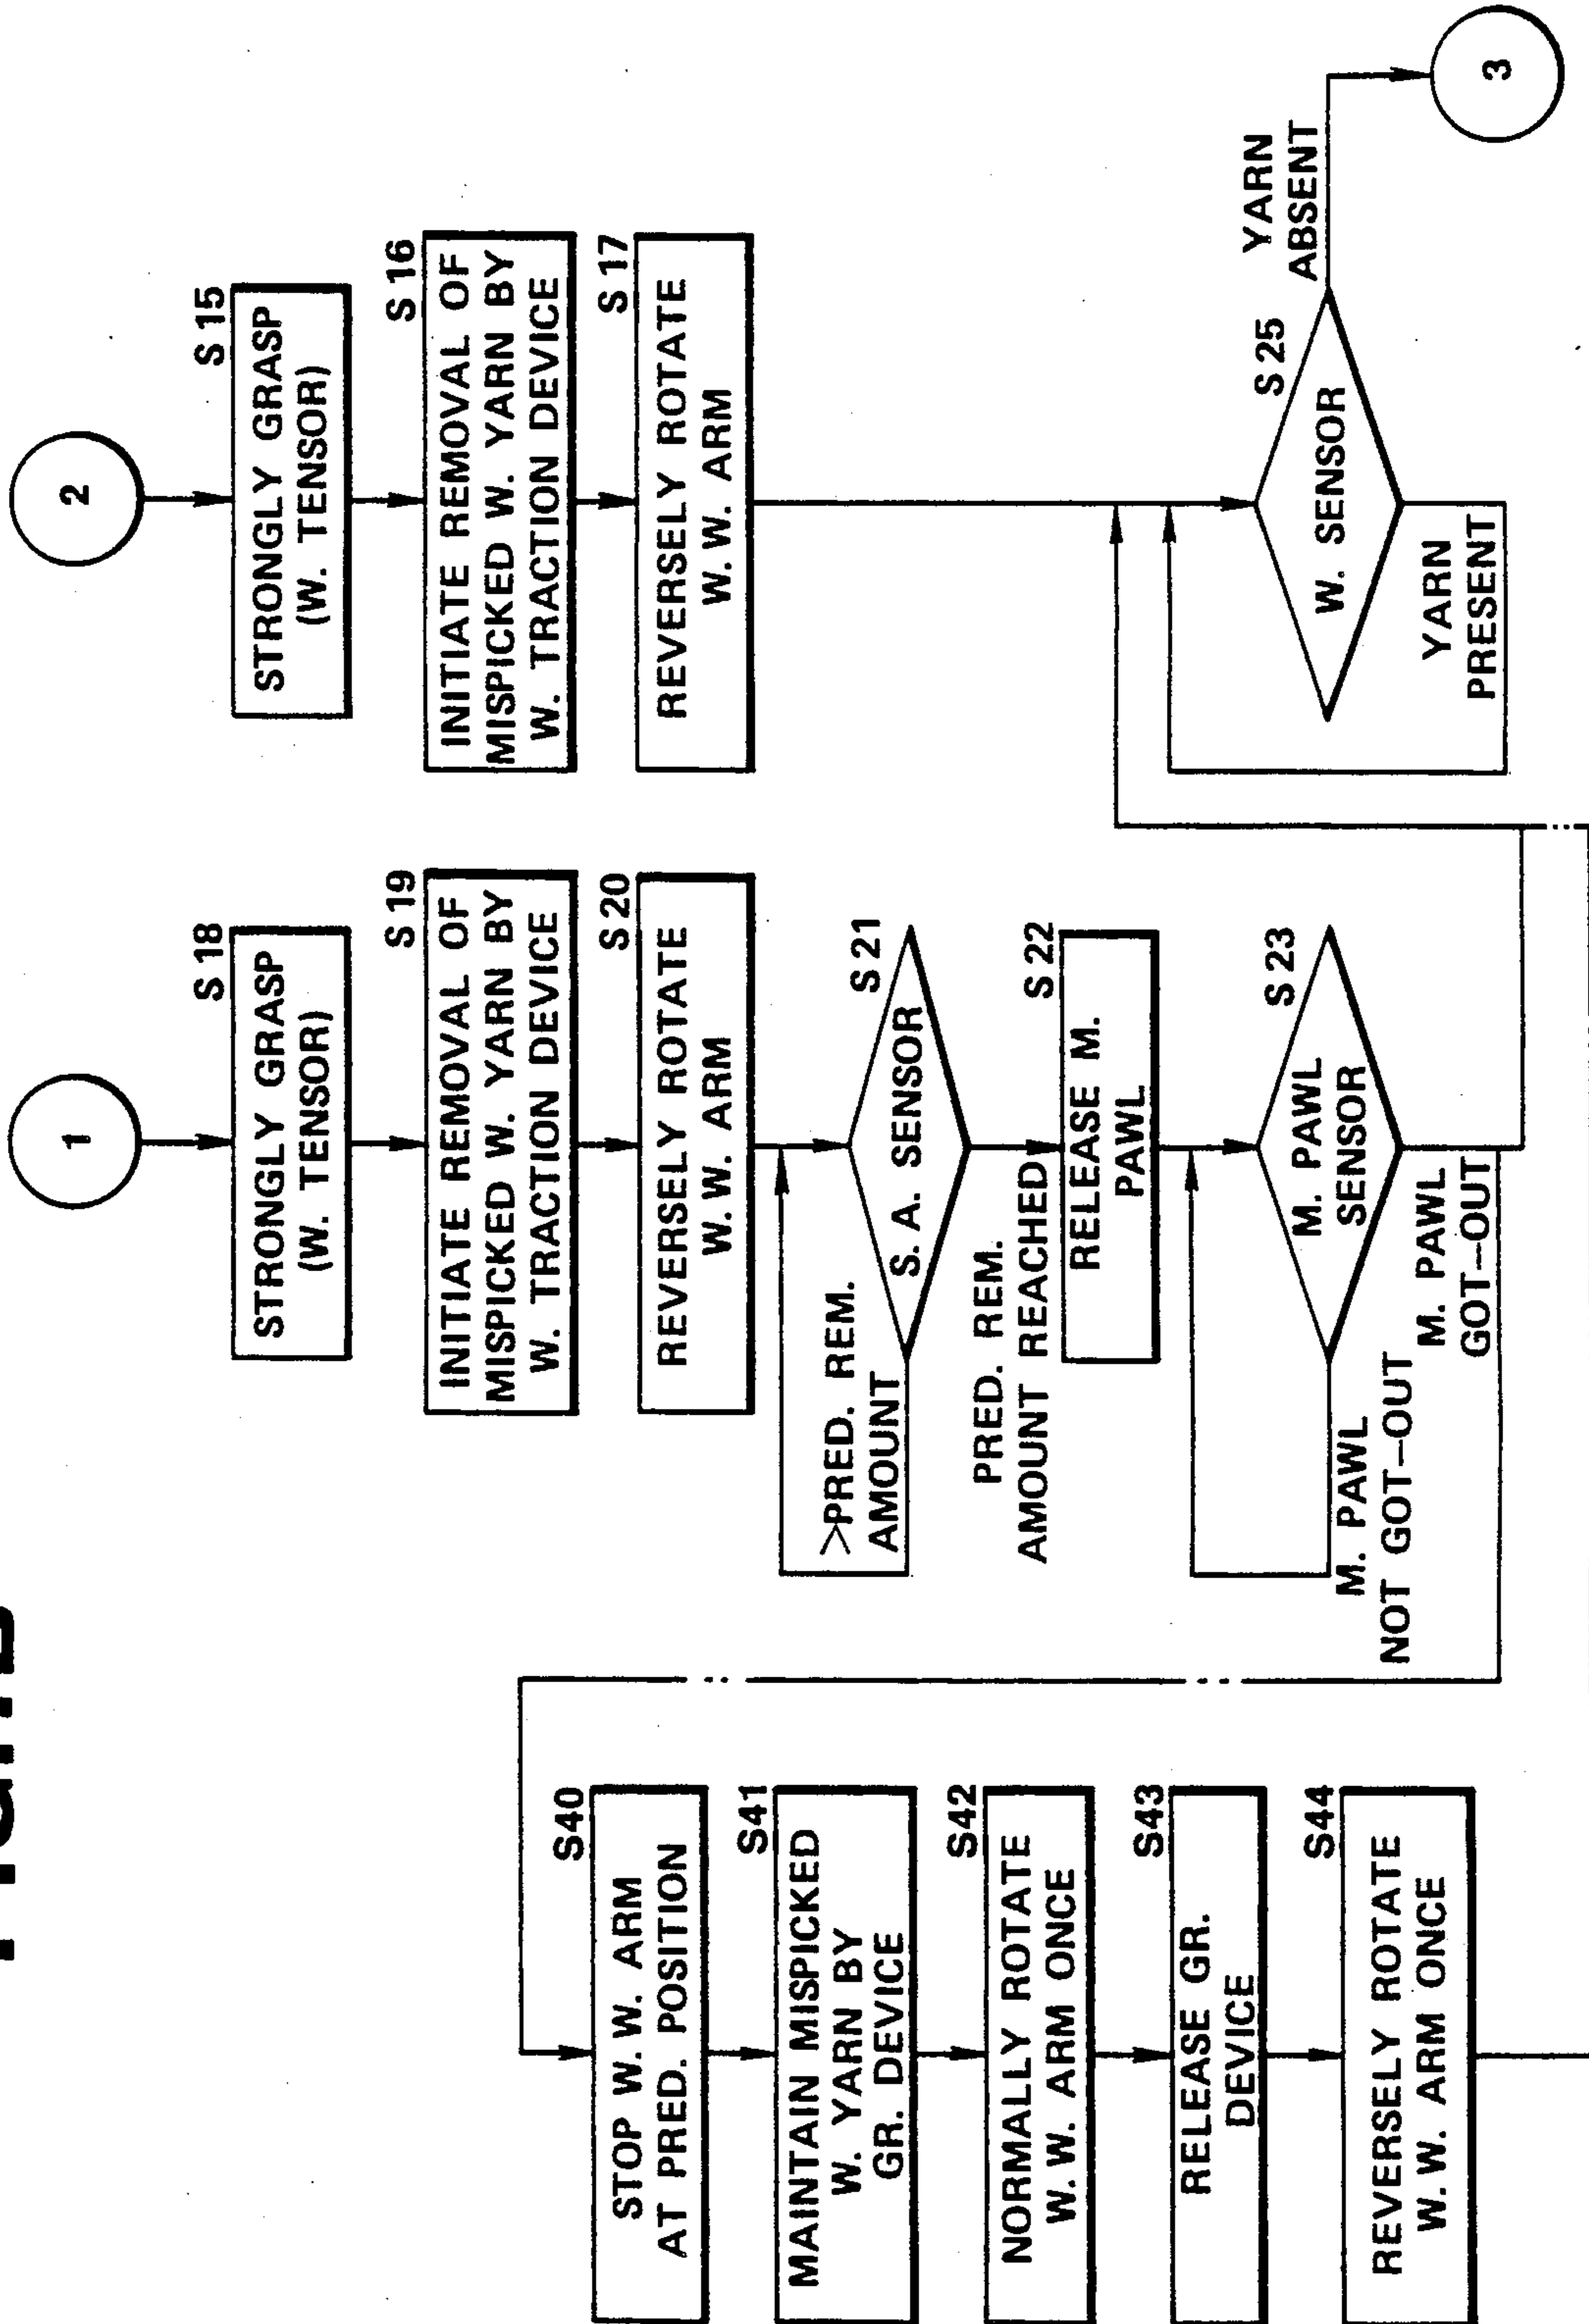 S40
STOP W. W. ARM
AT PRED. POSITION
S41
MAINTAIN MISPICKED
W. YARN BY
GR. DEVICE
S42
NORMALLY ROTATE
W. W. ARM ONCE
S43
RELEASE GR.
DEVICE
S44
REVERSELY ROTATE
W. W. ARM ONCE
1
S 18
STRONGLY GRASP
(W. TENSOR)
S 19
INITIATE REMOVAL OF
MISPICKED W. YARN BY
W. TRACTION DEVICE
S 20
REVERSELY ROTATE
W. W. ARM
S 21
S. A. SENSOR
>PRED. REM.
AMOUNT
PRED. REM.
AMOUNT REACHED
S 22
RELEASE M.
PAWL
S 23
M. PAWL
SENSOR
M. PAWL
NOT GOT-OUT
M. PAWL
GOT-OUT
2
S 15
STRONGLY GRASP
(W. TENSOR)
S 16
INITIATE REMOVAL OF
MISPICKED W. YARN BY
W. TRACTION DEVICE
S 17
REVERSELY ROTATE
W. W. ARM
S 25
W. SENSOR
YARN
ABSENT
YARN
PRESENT
3